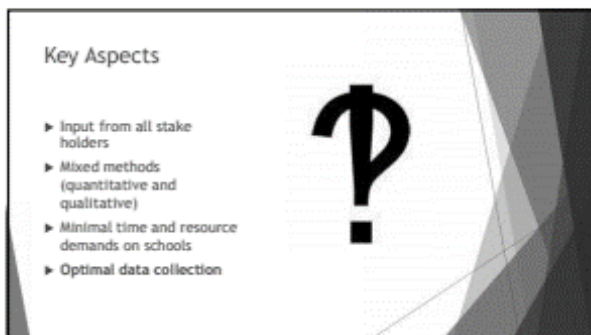 Key Aspects
▶ Input from all stake
holders
▶ Mixed methods
(quantitative and
qualitative)
▶ Minimal time and resource
demands on schools
▶ Optimal data collection
‽